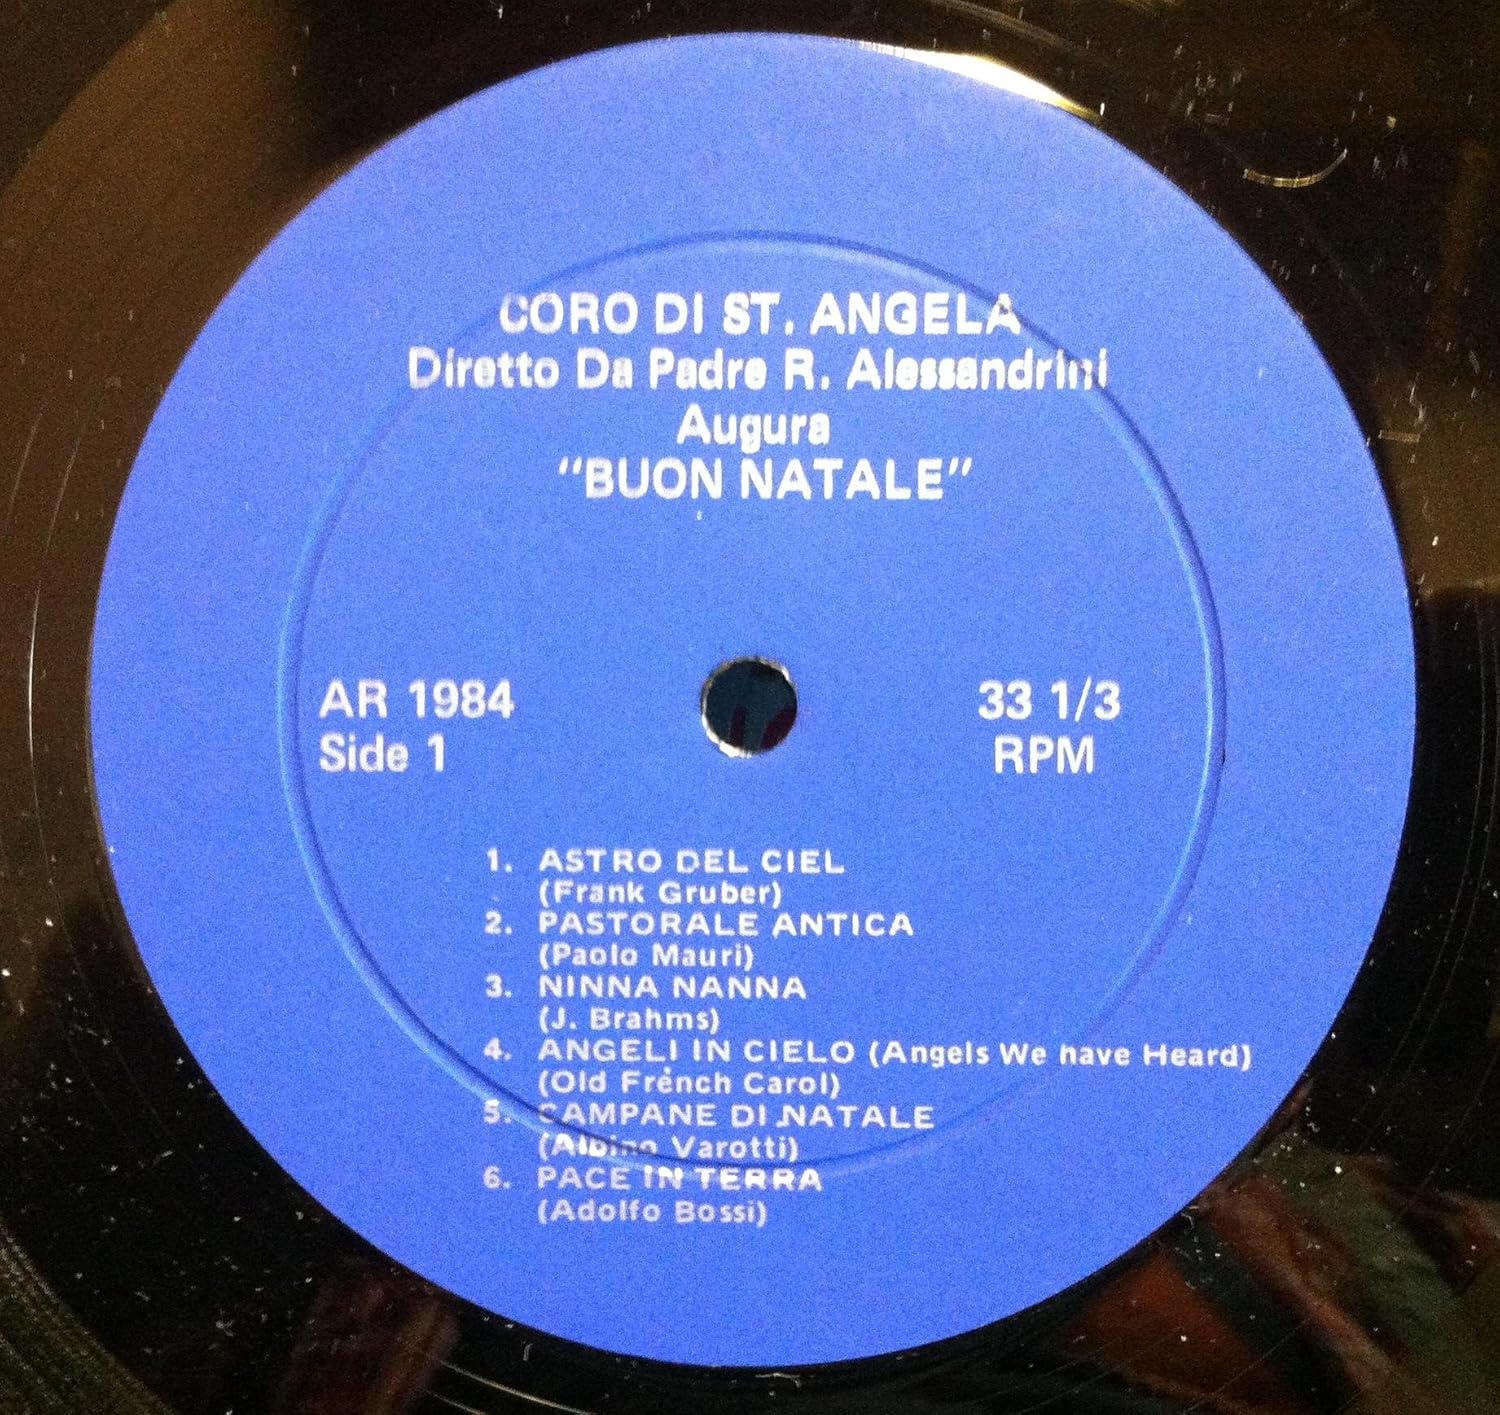 CORO DI ST. ANGELA
Diretto Da Padre R. Alessandrini
Augura
"BUON NATALE"
AR 1984
Side 1
33 1/3
RPM
1. ASTRO DEL CIEL
(Frank Gruber)
2. PASTORALE ANTICA
(Paolo Mauri)
3. NINNA NANNA
(J. Brahms)
4. ANGELI IN CIELO (Angels We have Heard)
(Old French Carol)
5. CAMPANE DI NATALE
(Albino Varotti)
6. PACE IN TERRA
(Adolfo Bossi)